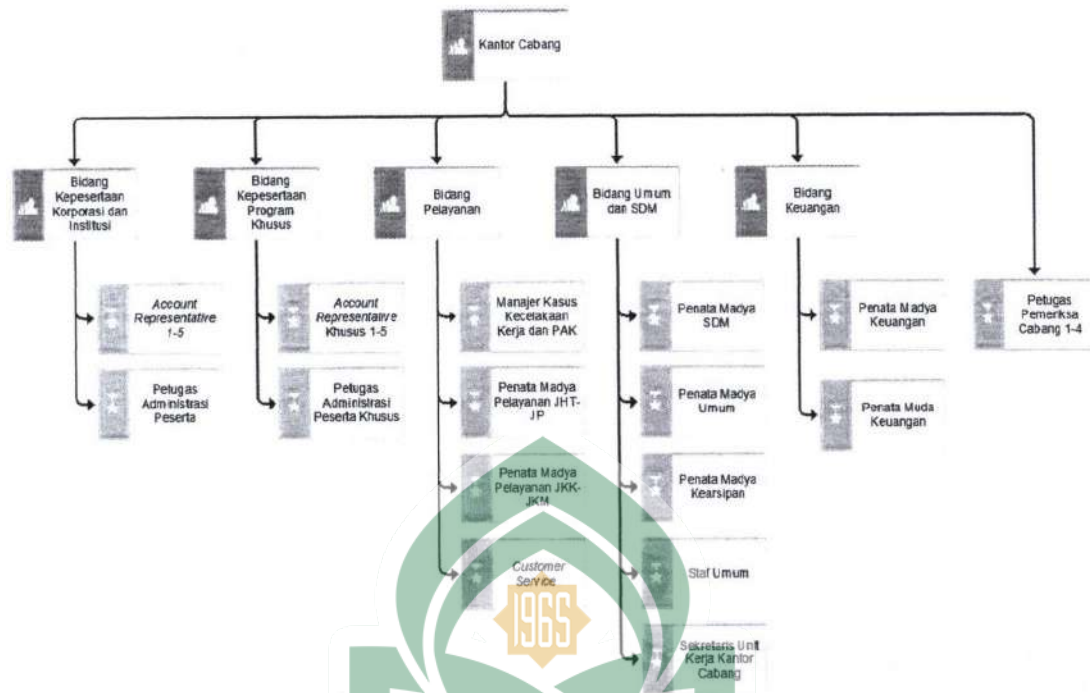 Kantor Cabang
Bidang
Kepesertaan
Korporasi dan
Institusi
Bidang
Kepesertaan
Program
Khusus
Bidang
Pelayanan
Bidang Umum
dan SDM
Bidang
Keuangan
Account
Representative
1-5
Account
Representative
Khusus 1-5
Manajer Kasus
Kecelakaan
Kerja dan PAK
Penata Madya
SDM
Penata Madya
Keuangan
Petugas
Pemeriksa
Cabang 1-4
Petugas
Administrasi
Peserta
Petugas
Administrasi
Peserta Khusus
Penata Madya
Pelayanan JHT-
JP
Penata Madya
Umum
Penata Muda
Keuangan
Penata Madya
Pelayanan JKK-
JKM
Penata Madya
Kearsipan
Customer
Service
Staf Umum
1965
Sekretaris Unit
Kerja Kantor
Cabang